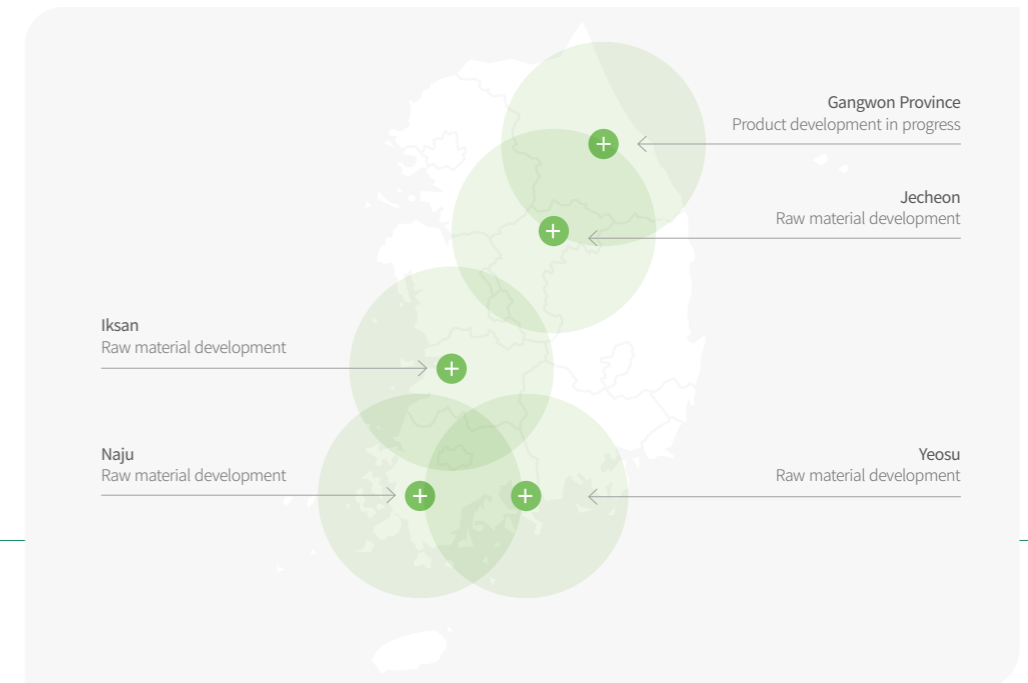 Gangwon Province
Product development in progress
Jecheon
Raw material development
Iksan
Raw material development
Naju
Raw material development
Yeosu
Raw material development